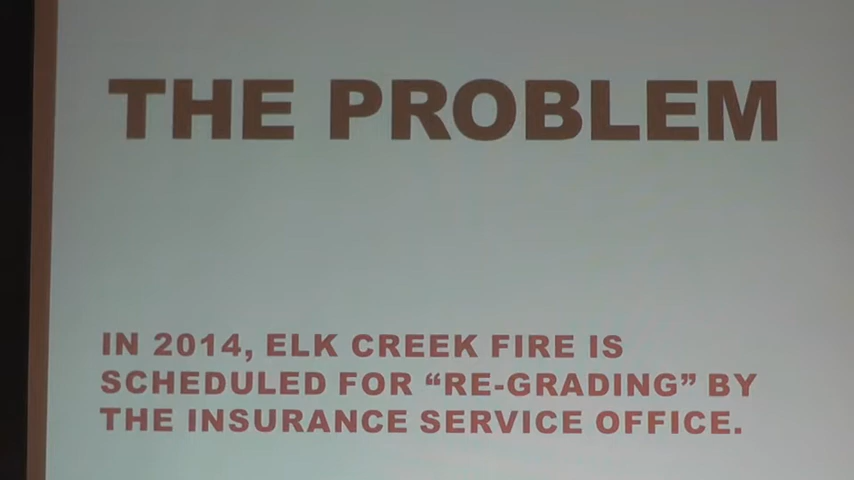 THE PROBLEM
IN 2014, ELK CREEK FIRE IS
SCHEDULED FOR “RE-GRADING” BY
THE INSURANCE SERVICE OFFICE.